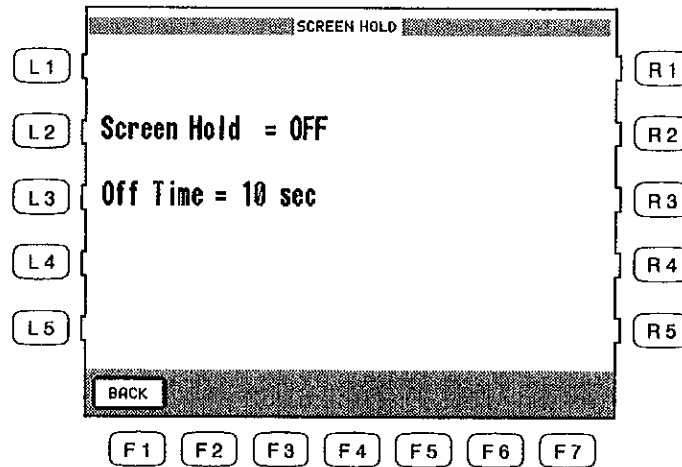 SCREEN HOLD
L1 R1
L2 Screen Hold = OFF R2
L3 Off Time = 10 sec R3
L4 R4
L5 R5
BACK
F1 F2 F3 F4 F5 F6 F7